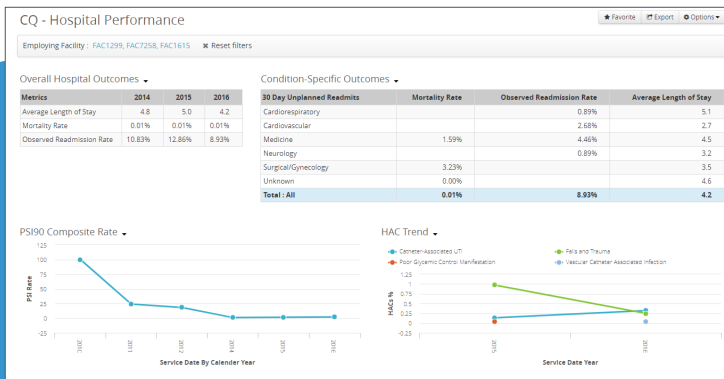 CQ - Hospital Performance
Favorite Export Options
Employing Facility : FAC1299, FAC7258, FAC1615 ✖ Reset filters
Overall Hospital Outcomes
Metrics 2014 2015 2016
Average Length of Stay 4.8 5.0 4.2
Mortality Rate 0.01% 0.01% 0.01%
Observed Readmission Rate 10.83% 12.86% 8.93%
Condition-Specific Outcomes
30 Day Unplanned Readmits Mortality Rate Observed Readmission Rate Average Length of Stay
Cardiorespiratory 0.89% 5.1
Cardiovascular 2.68% 2.7
Medicine 1.59% 4.46% 4.5
Neurology 0.89% 3.2
Surgical/Gynecology 3.23% 3.5
Unknown 0.00% 4.6
Total : All 0.01% 8.93% 4.2
PSI90 Composite Rate
125
100
75
50
25
0
-25
PSI Rate
2010 2011 2012 2014 2015 2016
Service Date By Calender Year
HAC Trend
Catheter-Associated UTI Falls and Trauma
Poor Glycemic Control Manifestation Vascular Catheter Associated Infection
1.25
1
0.75
0.5
0.25
0
-0.25
HACs %
2015 2016
Service Date Year